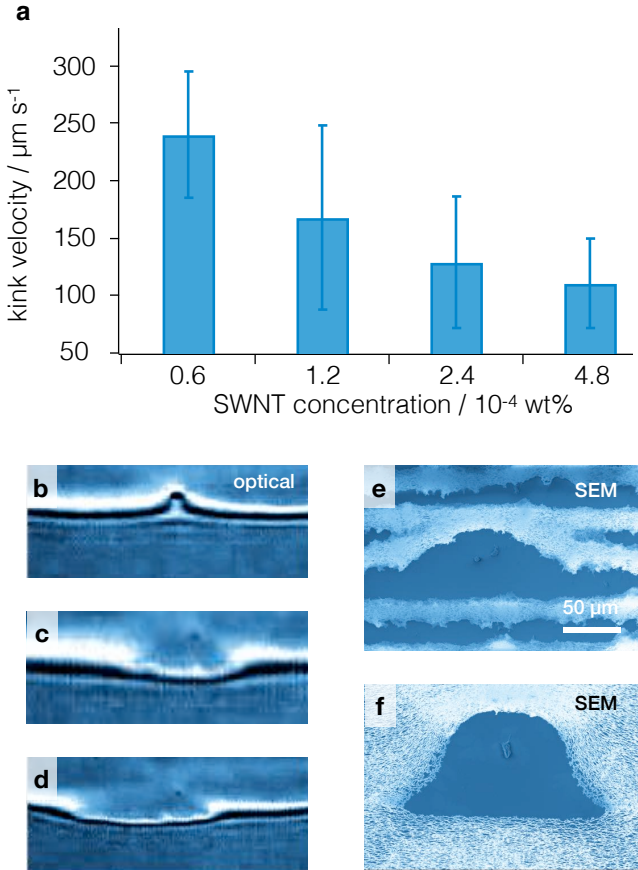 a
kink velocity / µm s-1
300
250
200
150
100
50
0.6 1.2 2.4 4.8
SWNT concentration / 10-4 wt%
b optical
c
d
e SEM
50 µm
f SEM